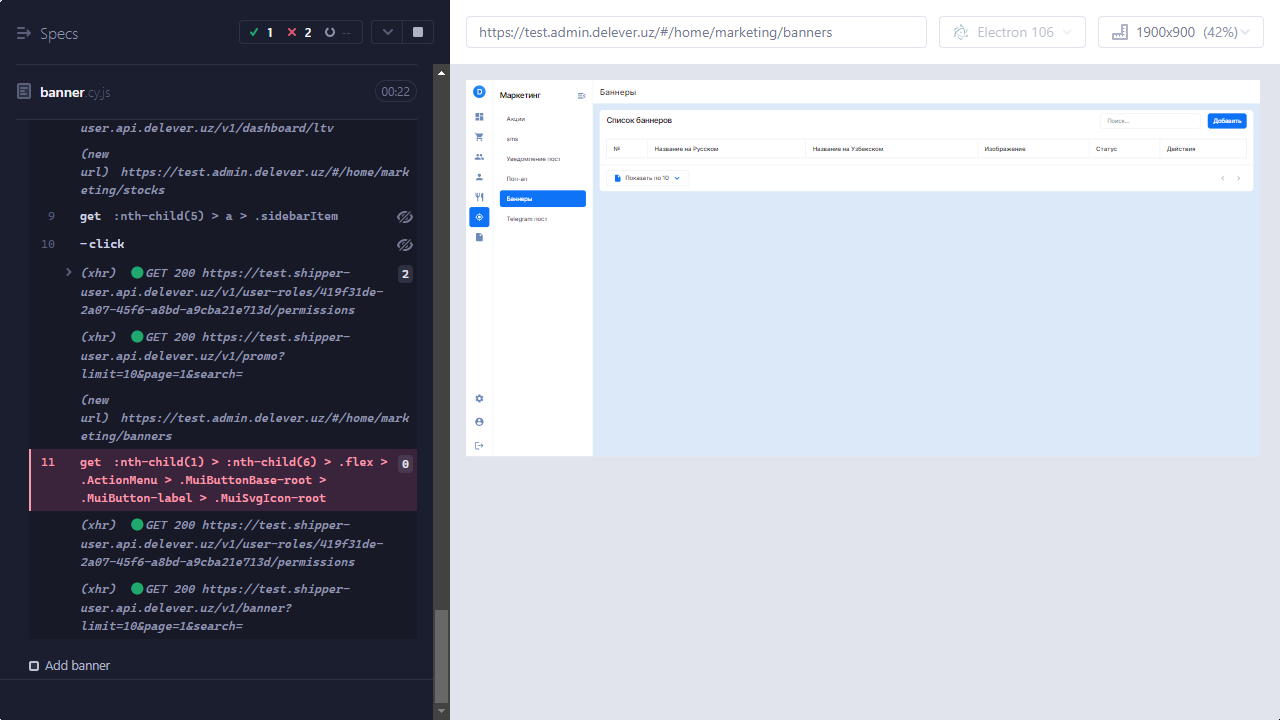 Specs
1
2
--
banner.cy.js
00:22
user.api.delever.uz/v1/dashboard/ltv
(new
url) https://test.admin.delever.uz/#/home/mark
eting/stocks
9 get :nth-child(5) > a > .sidebarItem
10 -click
(xhr) GET 200 https://test.shipper-
user.api.delever.uz/v1/user-roles/419f31de-
2a07-45f6-a8bd-a9cba21e713d/permissions
2
(xhr) GET 200 https://test.shipper-
user.api.delever.uz/v1/promo?
limit=10&page=1&search=
(new
url) https://test.admin.delever.uz/#/home/mark
eting/banners
11 get :nth-child(1) > :nth-child(6) > .flex >
.ActionMenu > .MuiButtonBase-root >
.MuiButton-label > .MuiSvgIcon-root
0
(xhr) GET 200 https://test.shipper-
user.api.delever.uz/v1/user-roles/419f31de-
2a07-45f6-a8bd-a9cba21e713d/permissions
(xhr) GET 200 https://test.shipper-
user.api.delever.uz/v1/banner?
limit=10&page=1&search=
Add banner
https://test.admin.delever.uz/#/home/marketing/banners
Electron 106
1900x900 (42%)
D
Маркетинг
Акции
sms
Уведомление пост
Поп-ап
Баннеры
Telegram пост
Баннеры
Список баннеров
Поиск...
Добавить
№
Название на Русском
Название на Узбекском
Изображение
Статус
Действия
Показать по 10